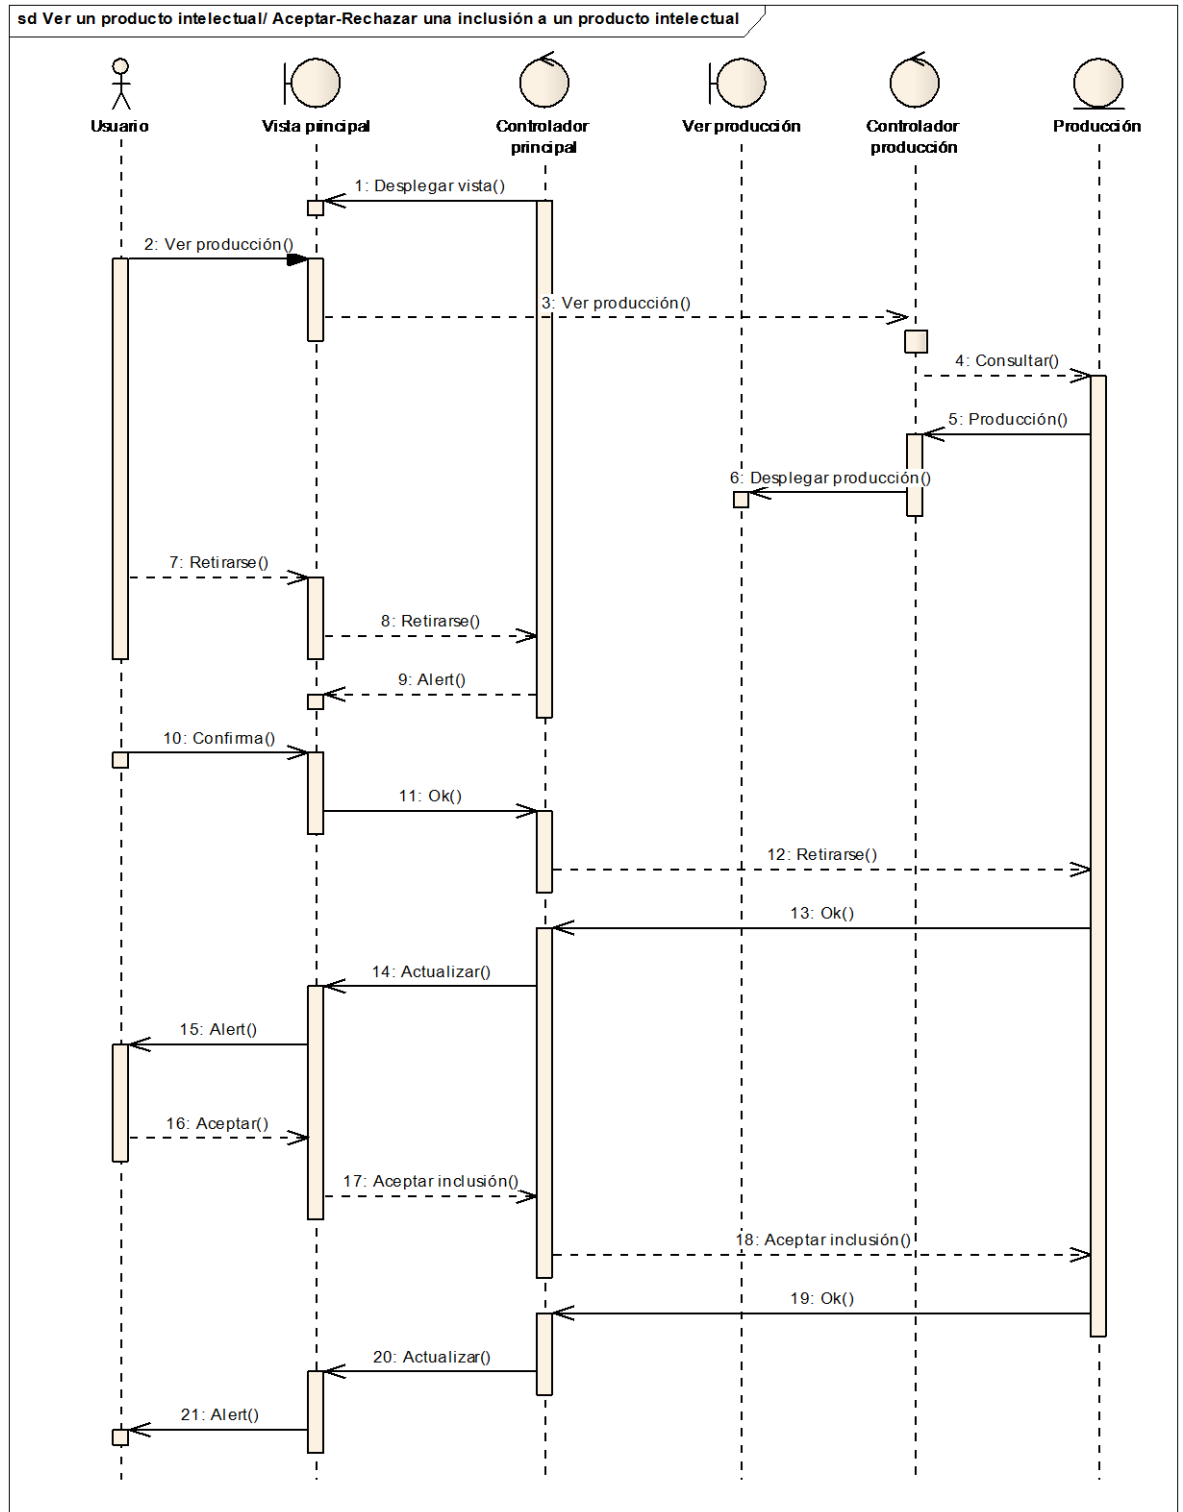 sd Ver un producto intelectual/ Aceptar-Rechazar una inclusión a un producto intelectual
Usuario
Vista principal
Controlador
principal
Ver producción
Controlador
producción
Producción
1: Desplegar vista()
2: Ver producción()
3: Ver producción()
4: Consultar()
5: Producción()
6: Desplegar producción()
7: Retirarse()
8: Retirarse()
9: Alert()
10: Confirma()
11: Ok()
12: Retirarse()
13: Ok()
14: Actualizar()
15: Alert()
16: Aceptar()
17: Aceptar inclusión()
18: Aceptar inclusión()
19: Ok()
20: Actualizar()
21: Alert()